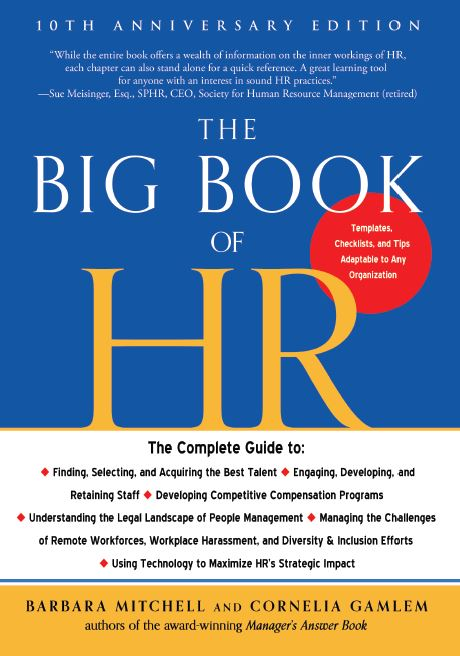 10TH ANNIVERSARY EDITION
"While the entire book offers a wealth of information on the inner workings of HR,
each chapter can also stand alone for a quick reference. A great learning tool
for anyone with an interest in sound HR practices."
—Sue Meisinger, Esq., SPHR, CEO, Society for Human Resource Management (retired)
THE
BIG BOOK
OF
HR
Templates,
Checklists, and Tips
Adaptable to Any
Organization
The Complete Guide to:
◆ Finding, Selecting, and Acquiring the Best Talent ◆ Engaging, Developing, and
Retaining Staff ◆ Developing Competitive Compensation Programs
◆ Understanding the Legal Landscape of People Management ◆ Managing the Challenges
of Remote Workforces, Workplace Harassment, and Diversity & Inclusion Efforts
◆ Using Technology to Maximize HR's Strategic Impact
BARBARA MITCHELL AND CORNELIA GAMLEM
authors of the award-winning Manager's Answer Book